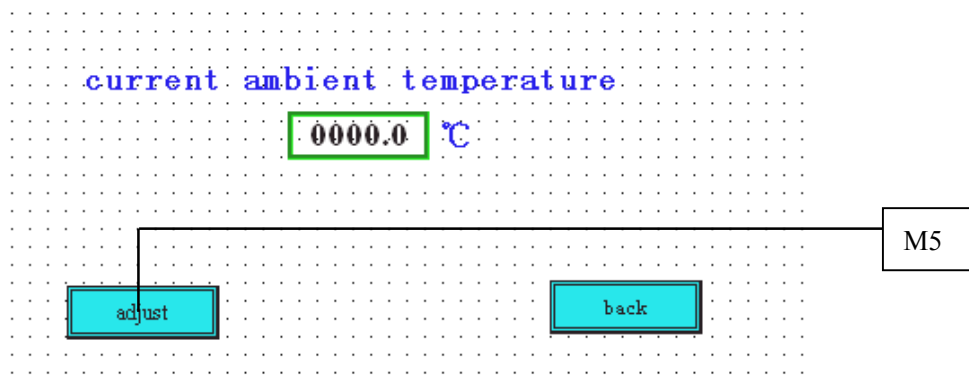 current ambient temperature
0000.0 ℃
M5
adjust
back